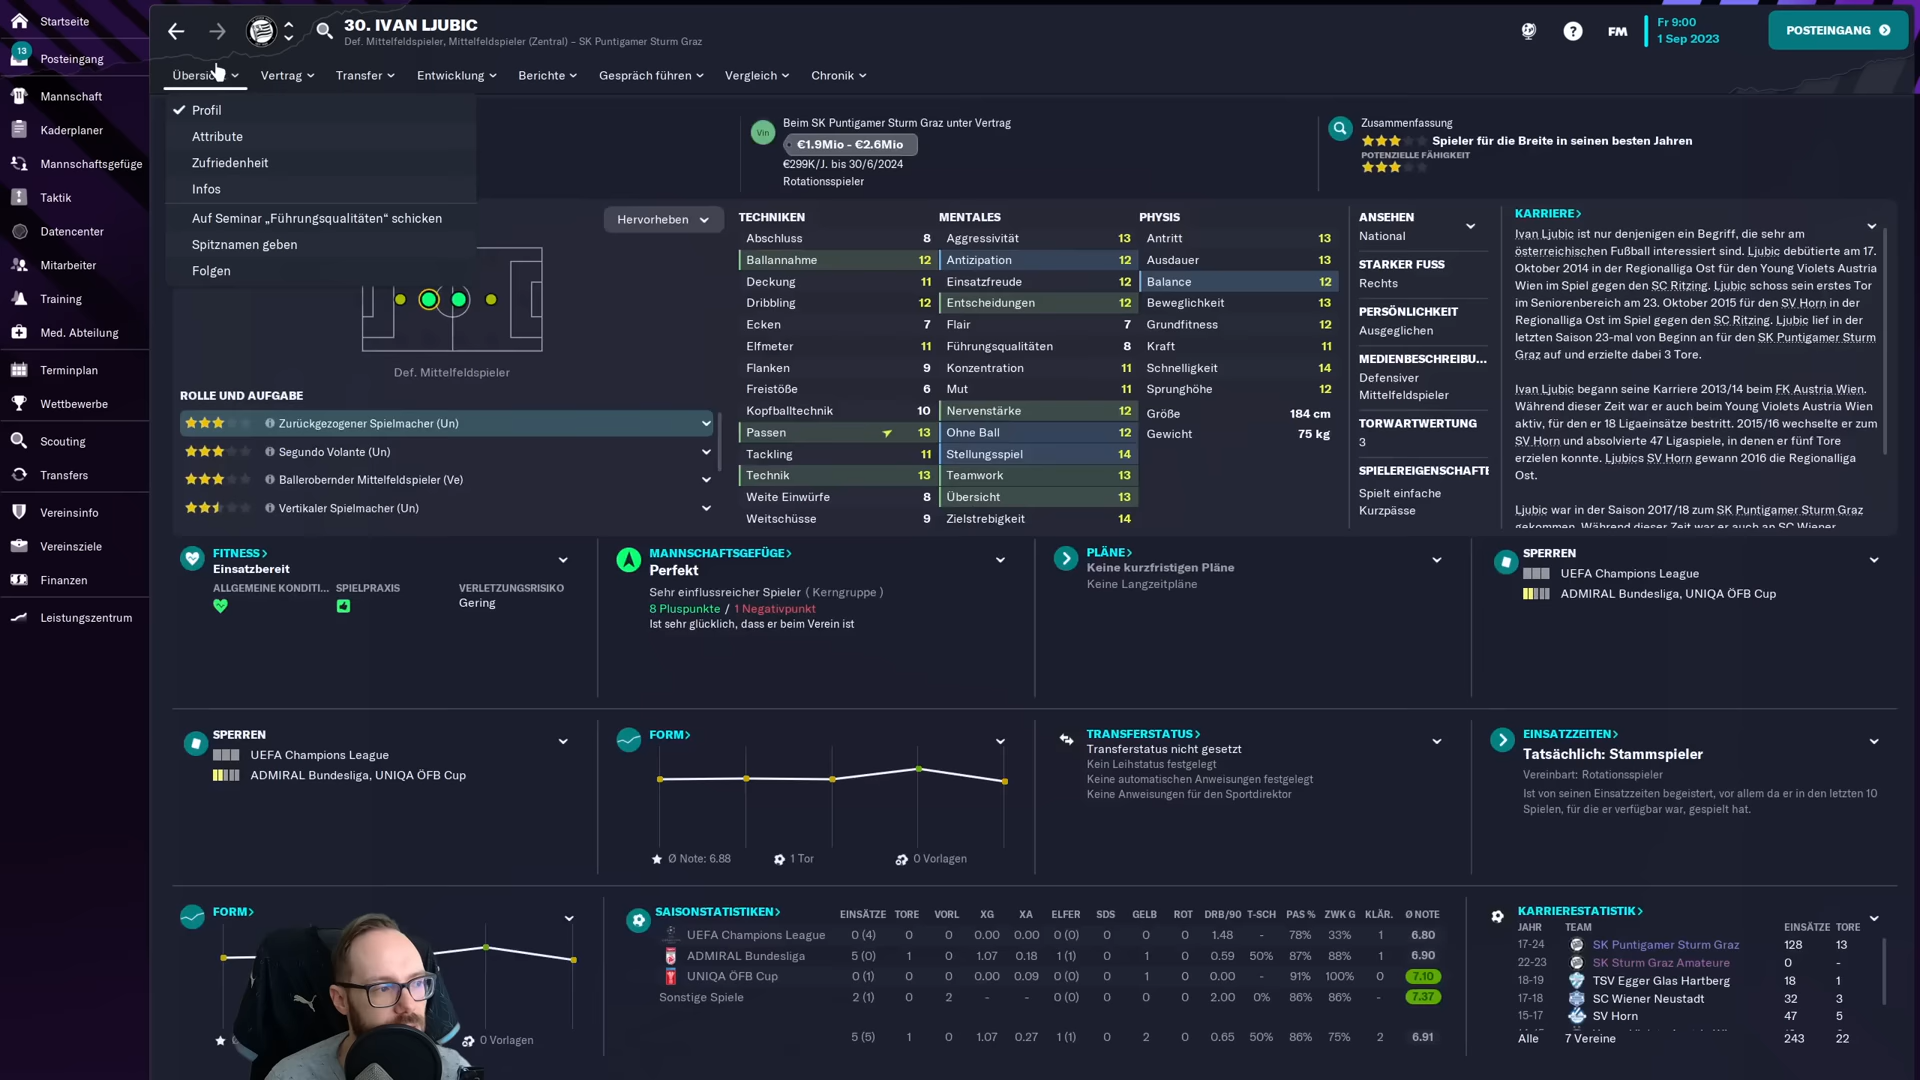 Startseite
13
Posteingang
Mannschaft
Kaderplaner
Mannschaftsgefüge
Taktik
Datencenter
Mitarbeiter
Training
Med. Abteilung
Terminplan
Wettbewerbe
Scouting
Transfers
Vereinsinfo
Vereinsziele
Finanzen
Leistungszentrum
30. IVAN LJUBIC
Def. Mittelfeldspieler, Mittelfeldspieler (Zentral) – SK Puntigamer Sturm Graz
FM
Fr 9:00
1 Sep 2023
POSTEINGANG
Vertrag
Transfer
Entwicklung
Berichte
Gespräch führen
Vergleich
Chronik
Profil
Attribute
Zufriedenheit
Infos
Auf Seminar „Führungsqualitäten“ schicken
Spitznamen geben
Folgen
Vin
Beim SK Puntigamer Sturm Graz unter Vertrag
€1.9Mio - €2.6Mio
€299K/J. bis 30/6/2024
Rotationsspieler
Zusammenfassung
Spieler für die Breite in seinen besten Jahren
POTENZIELLE FÄHIGKEIT
Hervorheben
Def. Mittelfeldspieler
ROLLE UND AUFGABE
Zurückgezogener Spielmacher (Un)
Segundo Volante (Un)
Ballerobernder Mittelfeldspieler (Ve)
Vertikaler Spielmacher (Un)
TECHNIKEN
Abschluss 8
Ballannahme 12
Deckung 11
Dribbling 12
Ecken 7
Elfmeter 11
Flanken 9
Freistöße 6
Kopfballtechnik 10
Passen 13
Tackling 11
Technik 13
Weite Einwürfe 8
Weitschüsse 9
MENTALES
Aggressivität 13
Antizipation 12
Einsatzfreude 12
Entscheidungen 12
Flair 7
Führungsqualitäten 8
Konzentration 11
Mut 11
Nervenstärke 12
Ohne Ball 12
Stellungsspiel 14
Teamwork 13
Übersicht 13
Zielstrebigkeit 14
PHYSIS
Antritt 13
Ausdauer 13
Balance 12
Beweglichkeit 13
Grundfitness 12
Kraft 11
Schnelligkeit 14
Sprunghöhe 12
Größe 184 cm
Gewicht 75 kg
ANSEHEN
National
STARKER FUSS
Rechts
PERSÖNLICHKEIT
Ausgeglichen
MEDIENBESCHREIBU...
Defensiver
Mittelfeldspieler
TORWARTWERTUNG
3
SPIELEREIGENSCHAFTE
Spielt einfache
Kurzpässe
KARRIERE
Ivan Ljubic ist nur denjenigen ein Begriff, die sehr am
österreichischen Fußball interessiert sind. Ljubic debütierte am 17.
Oktober 2014 in der Regionalliga Ost für den Young Violets Austria
Wien im Spiel gegen den SC Ritzing. Ljubic schoss sein erstes Tor
im Seniorenbereich am 23. Oktober 2015 für den SV Horn in der
Regionalliga Ost im Spiel gegen den SC Ritzing. Ljubic lief in der
letzten Saison 23-mal von Beginn an für den SK Puntigamer Sturm
Graz auf und erzielte dabei 3 Tore.
Ivan Ljubic begann seine Karriere 2013/14 beim FK Austria Wien.
Während dieser Zeit war er auch beim Young Violets Austria Wien
aktiv, für den er 18 Ligaeinsätze bestritt. 2015/16 wechselte er zum
SV Horn und absolvierte 47 Ligaspiele, in denen er fünf Tore
erzielen konnte. Ljubics SV Horn gewann 2016 die Regionalliga
Ost.
Ljubic war in der Saison 2017/18 zum SK Puntigamer Sturm Graz
gekommen. Während dieser Zeit war er auch an SC Wiener
FITNESS
Einsatzbereit
ALLGEMEINE KONDITI... SPIELPRAXIS VERLETZUNGSRISIKO
Gering
MANNSCHAFTSGEFÜGE
Perfekt
Sehr einflussreicher Spieler ( Kerngruppe )
8 Pluspunkte / 1 Negativpunkt
Ist sehr glücklich, dass er beim Verein ist
PLÄNE
Keine kurzfristigen Pläne
Keine Langzeitpläne
SPERREN
UEFA Champions League
ADMIRAL Bundesliga, UNIQA ÖFB Cup
SPERREN
UEFA Champions League
ADMIRAL Bundesliga, UNIQA ÖFB Cup
FORM
Ø Note: 6.88 1 Tor 0 Vorlagen
TRANSFERSTATUS
Transferstatus nicht gesetzt
Kein Leihstatus festgelegt
Keine automatischen Anweisungen festgelegt
Keine Anweisungen für den Sportdirektor
EINSATZZEITEN
Tatsächlich: Stammspieler
Vereinbart: Rotationsspieler
Ist von seinen Einsatzzeiten begeistert, vor allem da er in den letzten 10
Spielen, für die er verfügbar war, gespielt hat.
FORM
0 Vorlagen
SAISONSTATISTIKEN EINSÄTZE TORE VORL XG XA ELFER SDS GELB ROT DRB/90 T-SCH PAS % ZWK G KLÄR. Ø NOTE
UEFA Champions League 0 (4) 0 0 0.00 0.00 0 (0) 0 0 0 1.48 - 78% 33% 1 6.80
ADMIRAL Bundesliga 5 (0) 1 0 1.07 0.18 1 (1) 0 1 0 0.59 50% 87% 88% 1 6.90
UNIQA ÖFB Cup 0 (1) 0 0 0.00 0.09 0 (0) 0 1 0 0.00 - 91% 100% 0 7.10
Sonstige Spiele 2 (1) 0 2 - - 0 (0) 0 0 0 2.00 0% 86% 86% - 7.37
5 (5) 1 0 1.07 0.27 1 (1) 0 2 0 0.65 50% 86% 75% 2 6.91
KARRIERESTATISTIK
JAHR TEAM EINSÄTZE TORE
17-24 SK Puntigamer Sturm Graz 128 13
22-23 SK Sturm Graz Amateure 0 -
18-19 TSV Egger Glas Hartberg 18 1
17-18 SC Wiener Neustadt 32 3
15-17 SV Horn 47 5
Alle 7 Vereine 243 22